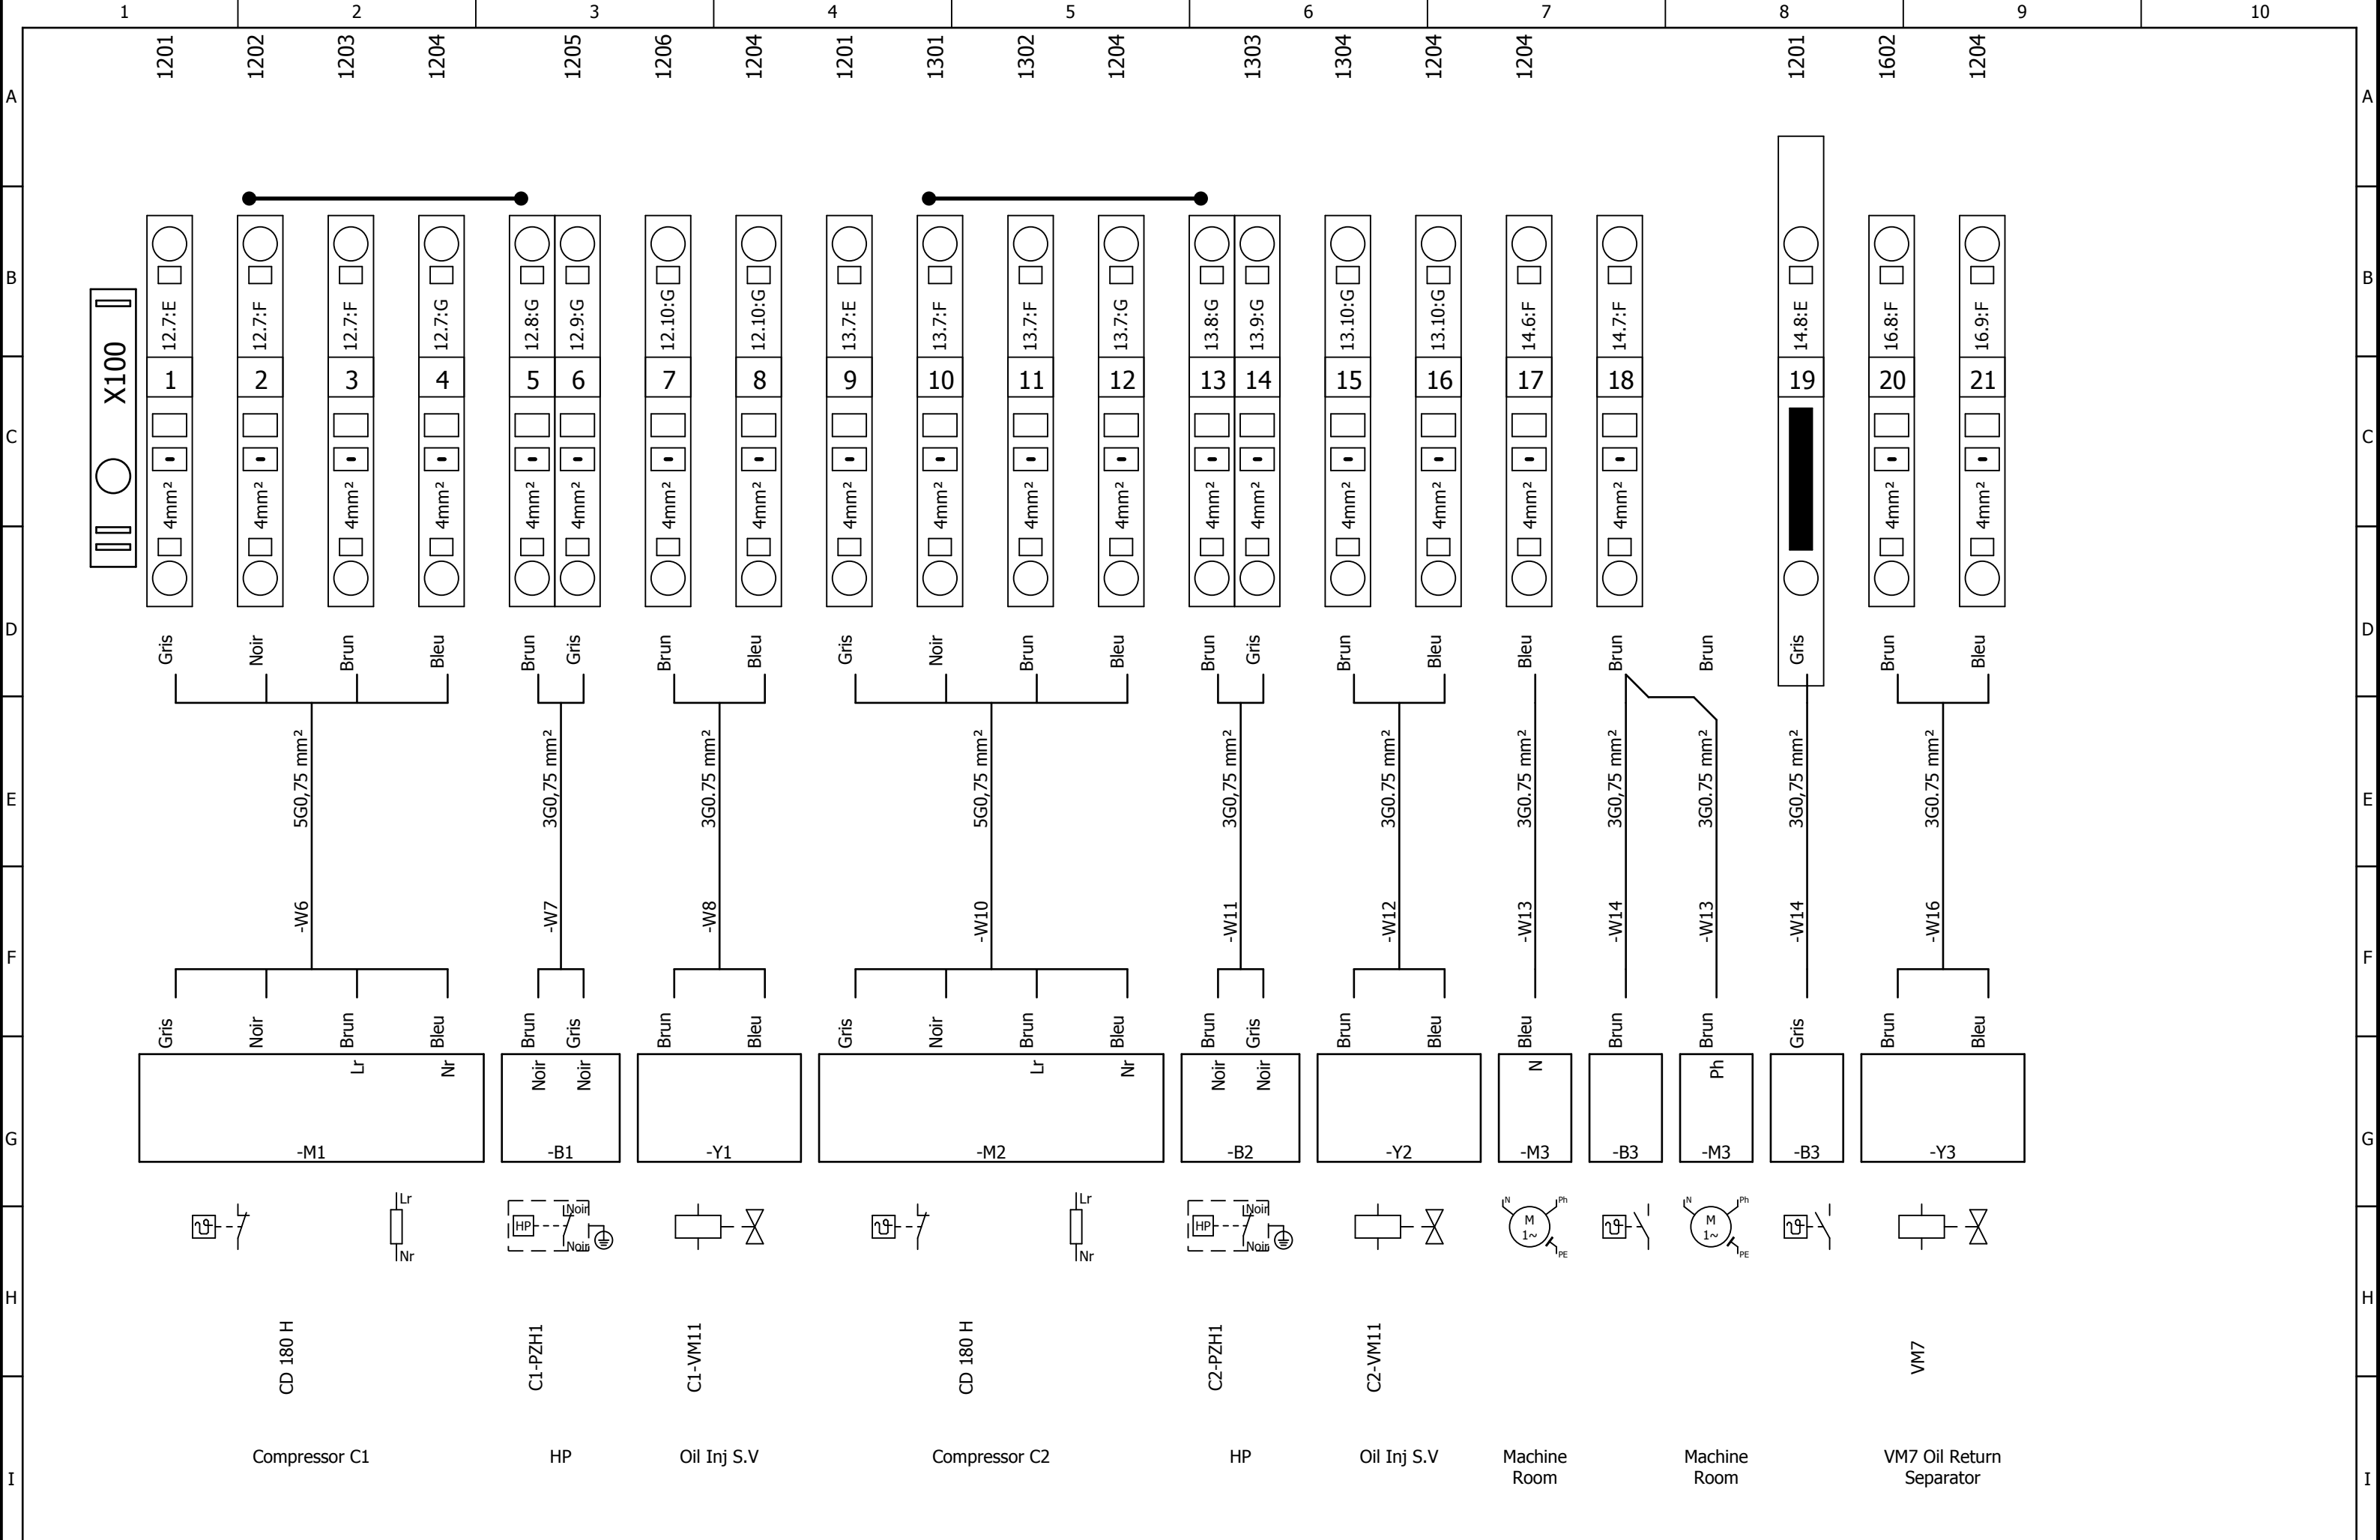 1 2 3 4 5 6 7 8 9 10
1201 1202 1203 1204 1205 1206 1204 1201 1301 1302 1204 1303 1304 1204 1204 1201 1602 1204
A A
B B
12.7:E 12.7:F 12.7:F 12.7:G 12.8:G 12.9:G 12.10:G 12.10:G 13.7:E 13.7:F 13.7:F 13.7:G 13.8:G 13.9:G 13.10:G 13.10:G 14.6:F 14.7:F 14.8:E 16.8:F 16.9:F
X100
1 2 3 4 5 6 7 8 9 10 11 12 13 14 15 16 17 18 19 20 21
C C
4mm² 4mm² 4mm² 4mm² 4mm² 4mm² 4mm² 4mm² 4mm² 4mm² 4mm² 4mm² 4mm² 4mm² 4mm² 4mm² 4mm² 4mm² 4mm² 4mm²
D D
Gris Noir Brun Bleu Brun Gris Brun Bleu Gris Noir Brun Bleu Brun Gris Brun Bleu Bleu Brun Brun Gris Brun Bleu
5G0,75 mm² 3G0,75 mm² 3G0.75 mm² 5G0,75 mm² 3G0,75 mm² 3G0.75 mm² 3G0.75 mm² 3G0,75 mm² 3G0.75 mm² 3G0,75 mm² 3G0.75 mm²
E E
-W6 -W7 -W8 -W10 -W11 -W12 -W13 -W14 -W13 -W14 -W16
F F
Gris Noir Brun Bleu Brun Gris Brun Bleu Gris Noir Brun Bleu Brun Gris Brun Bleu Bleu Brun Brun Gris Brun Bleu
Lr Nr Noir Noir Lr Nr Noir Noir N Ph
G G
-M1 -B1 -Y1 -M2 -B2 -Y2 -M3 -B3 -M3 -B3 -Y3
Lr Noir Lr Noir N Ph N Ph
HP HP M M
1~ 1~
Nr Noir Nr Noir PE PE
H H
CD 180 H C1-PZH1 C1-VM11 CD 180 H C2-PZH1 C2-VM11 VM7
Compressor C1 HP Oil Inj S.V Compressor C2 HP Oil Inj S.V Machine Machine VM7 Oil Return
Room Room Separator
I I